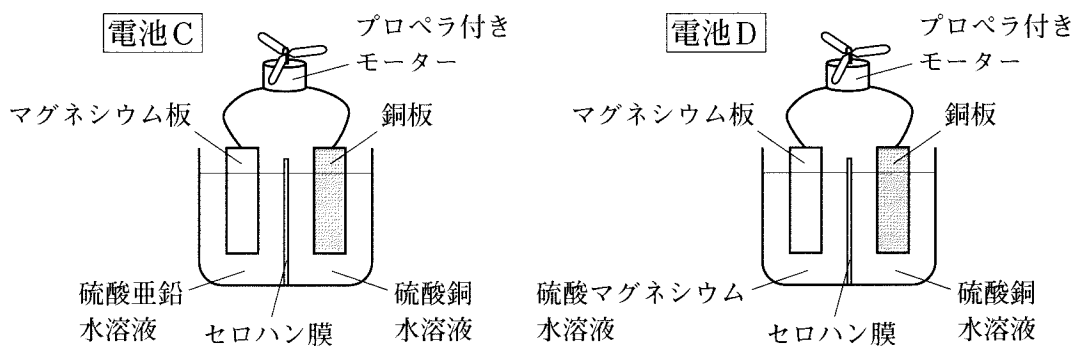 電池C
プロペラ付き
モーター
マグネシウム板
銅板
硫酸亜鉛
水溶液
セロハン膜
硫酸銅
水溶液
電池D
プロペラ付き
モーター
マグネシウム板
銅板
硫酸マグネシウム
水溶液
セロハン膜
硫酸銅
水溶液